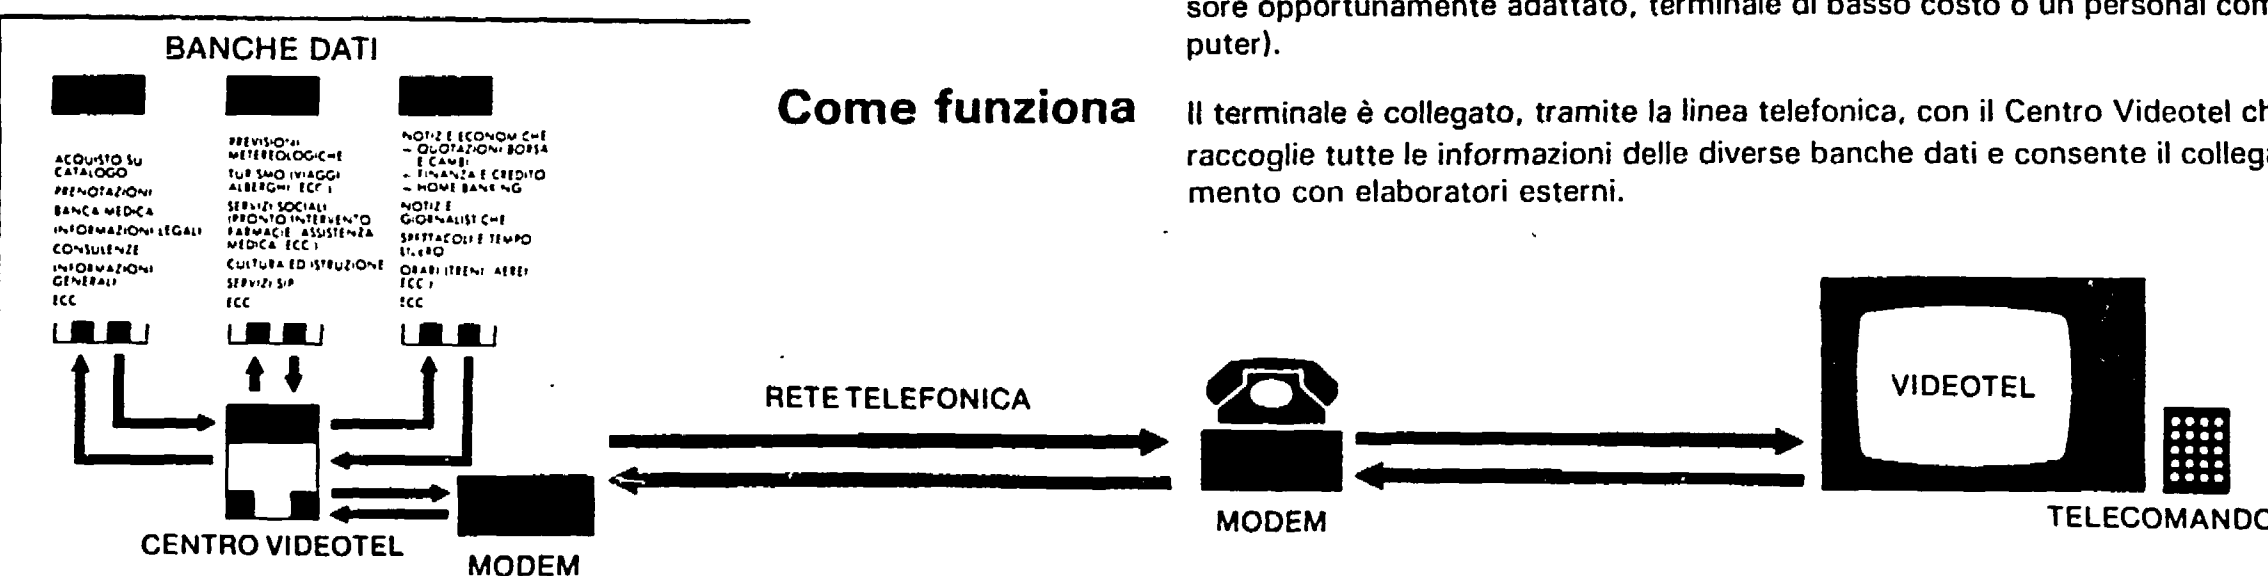 sore opportunamente adattato, terminale di basso costo o un personal com
puter).
Come funziona
Il terminale è collegato, tramite la linea telefonica, con il Centro Videotel ch
raccoglie tutte le informazioni delle diverse banche dati e consente il collega
mento con elaboratori esterni.
BANCHE DATI
ACQUISTO SU
CATALOGO
PRENOTAZIONI
BANCA MEDICA
INFORMAZIONI LEGALI
CONSULENZE
INFORMAZIONI
GENERALI
ECC
PREVISIONI
METEREOLOGICHE
TURISMO (VIAGGI
ALBERGHI ECC)
SERVIZI SOCIALI
(PRONTO INTERVENTO
FARMACIE ASSISTENZA
MEDICA ECC)
CULTURA ED ISTRUZIONE
SERVIZI SIP
ECC
NOTIZIE ECONOMICHE
- QUOTAZIONI BORSA
E CAMBI
- FINANZA E CREDITO
- HOME BANKING
NOTIZIE
GIORNALISTICHE
SPETTACOLI E TEMPO
LIBERO
ORARI (TRENI AEREI
ECC)
ECC
RETE TELEFONICA
VIDEOTEL
CENTRO VIDEOTEL
MODEM
MODEM
TELECOMANDO